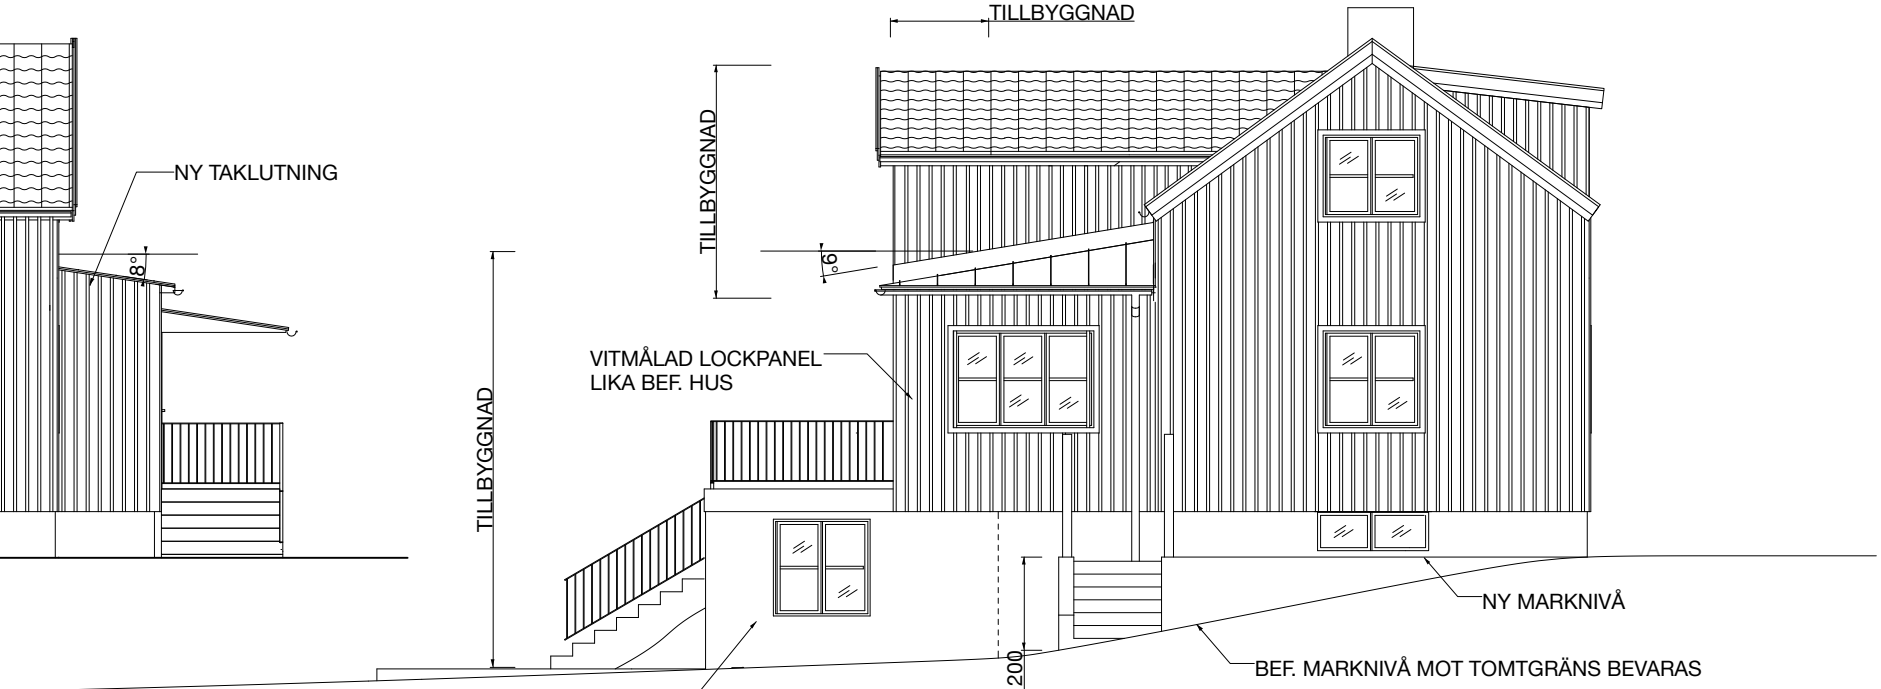 TILLBYGGNAD
TILLBYGGNAD
NY TAKLUTNING
8°
6°
VITMÅLAD LOCKPANEL
LIKA BEF. HUS
TILLBYGGNAD
NY MARKNIVÅ
200
BEF. MARKNIVÅ MOT TOMTGRÄNS BEVARAS